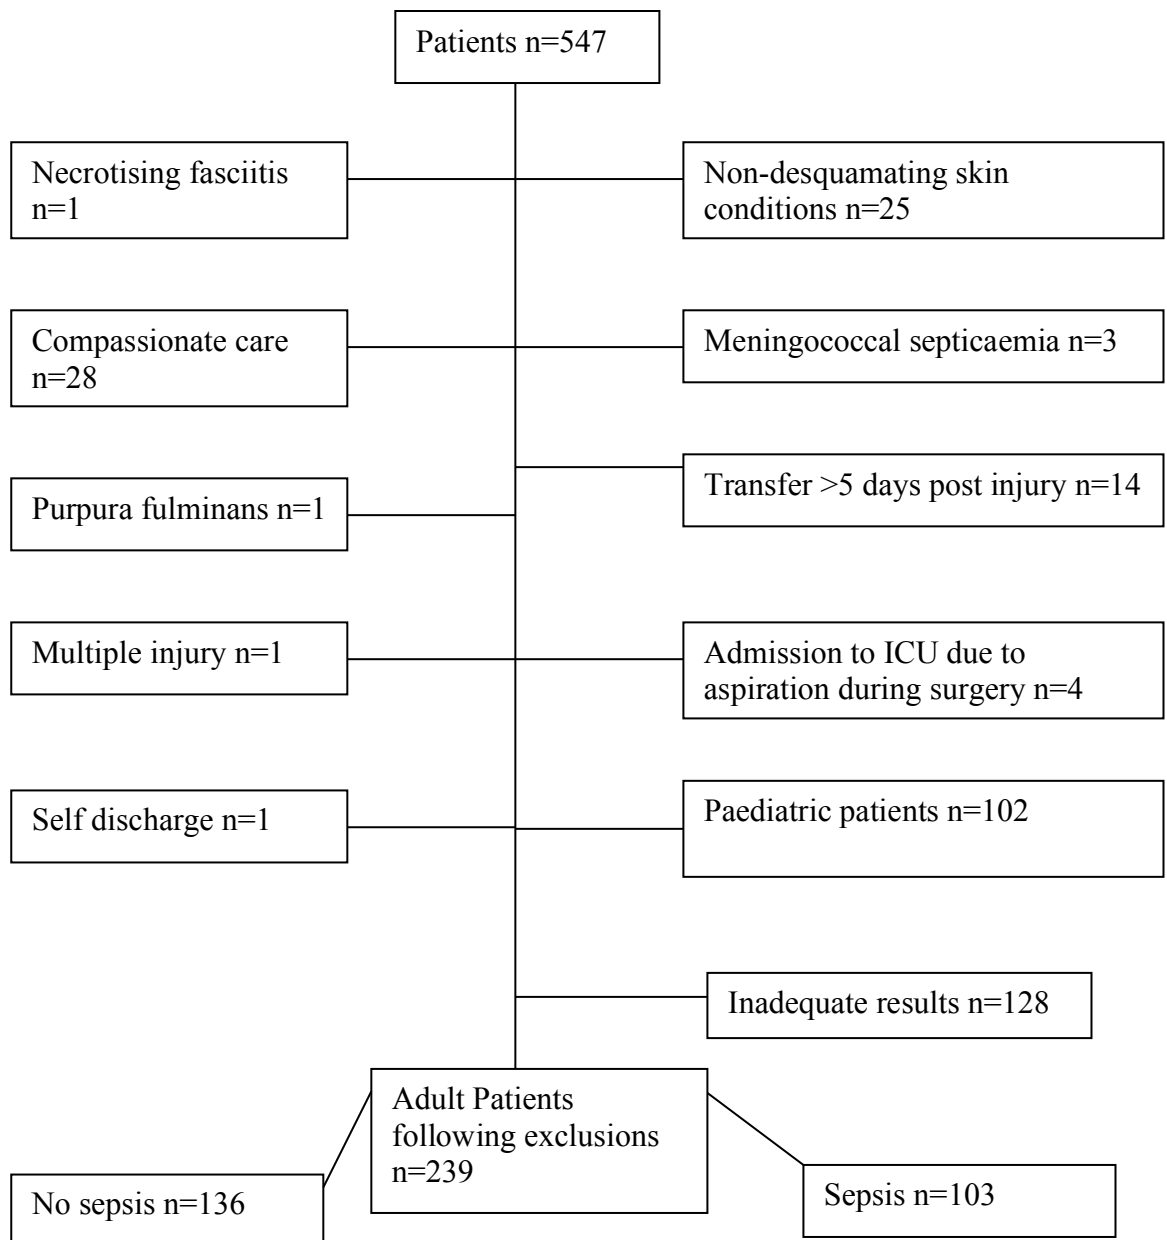 Patients n=547
Necrotising fasciitis
n=1
Non-desquamating skin
conditions n=25
Compassionate care
n=28
Meningococcal septicaemia n=3
Transfer >5 days post injury n=14
Purpura fulminans n=1
Multiple injury n=1
Admission to ICU due to
aspiration during surgery n=4
Self discharge n=1
Paediatric patients n=102
Inadequate results n=128
Adult Patients
following exclusions
n=239
No sepsis n=136
Sepsis n=103